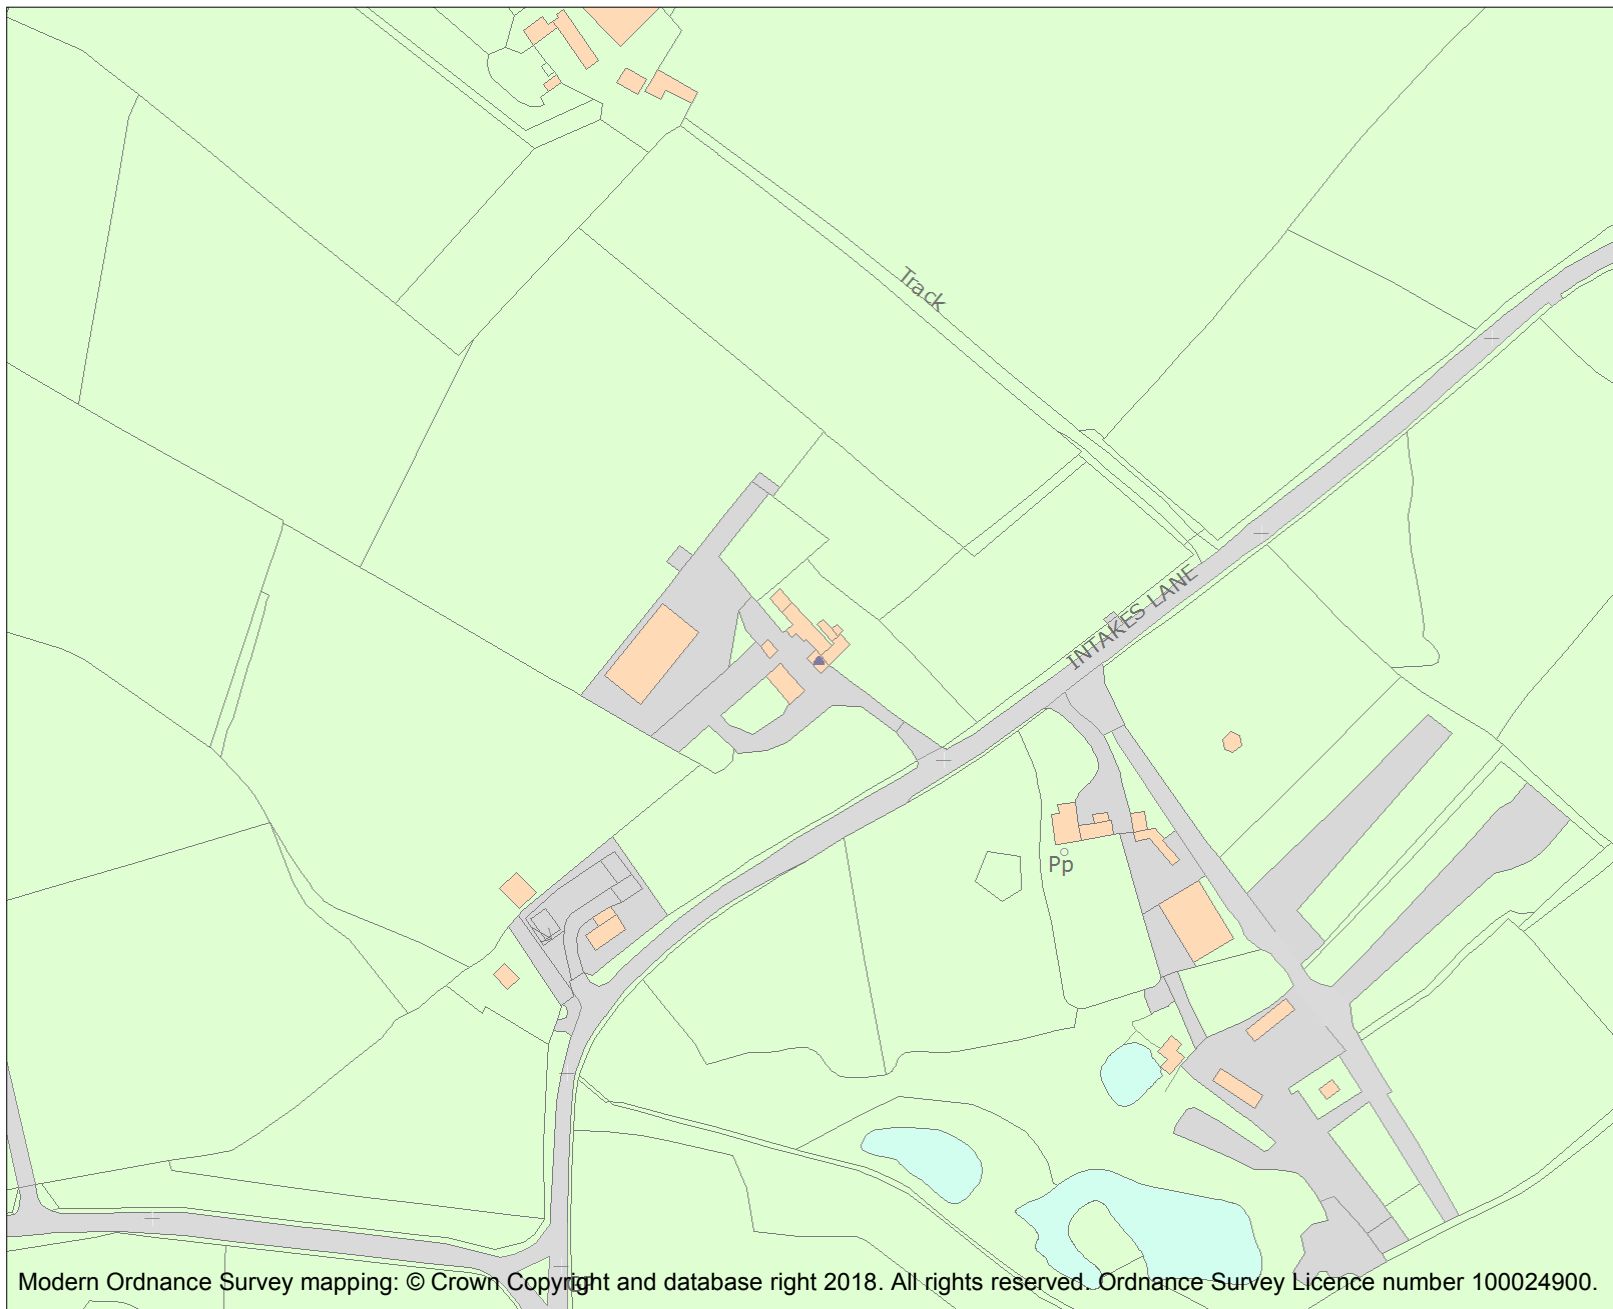 Track
INTAKES LANE
Pp
Modern Ordnance Survey mapping: © Crown Copyright and database right 2018. All rights reserved. Ordnance Survey Licence number 100024900.